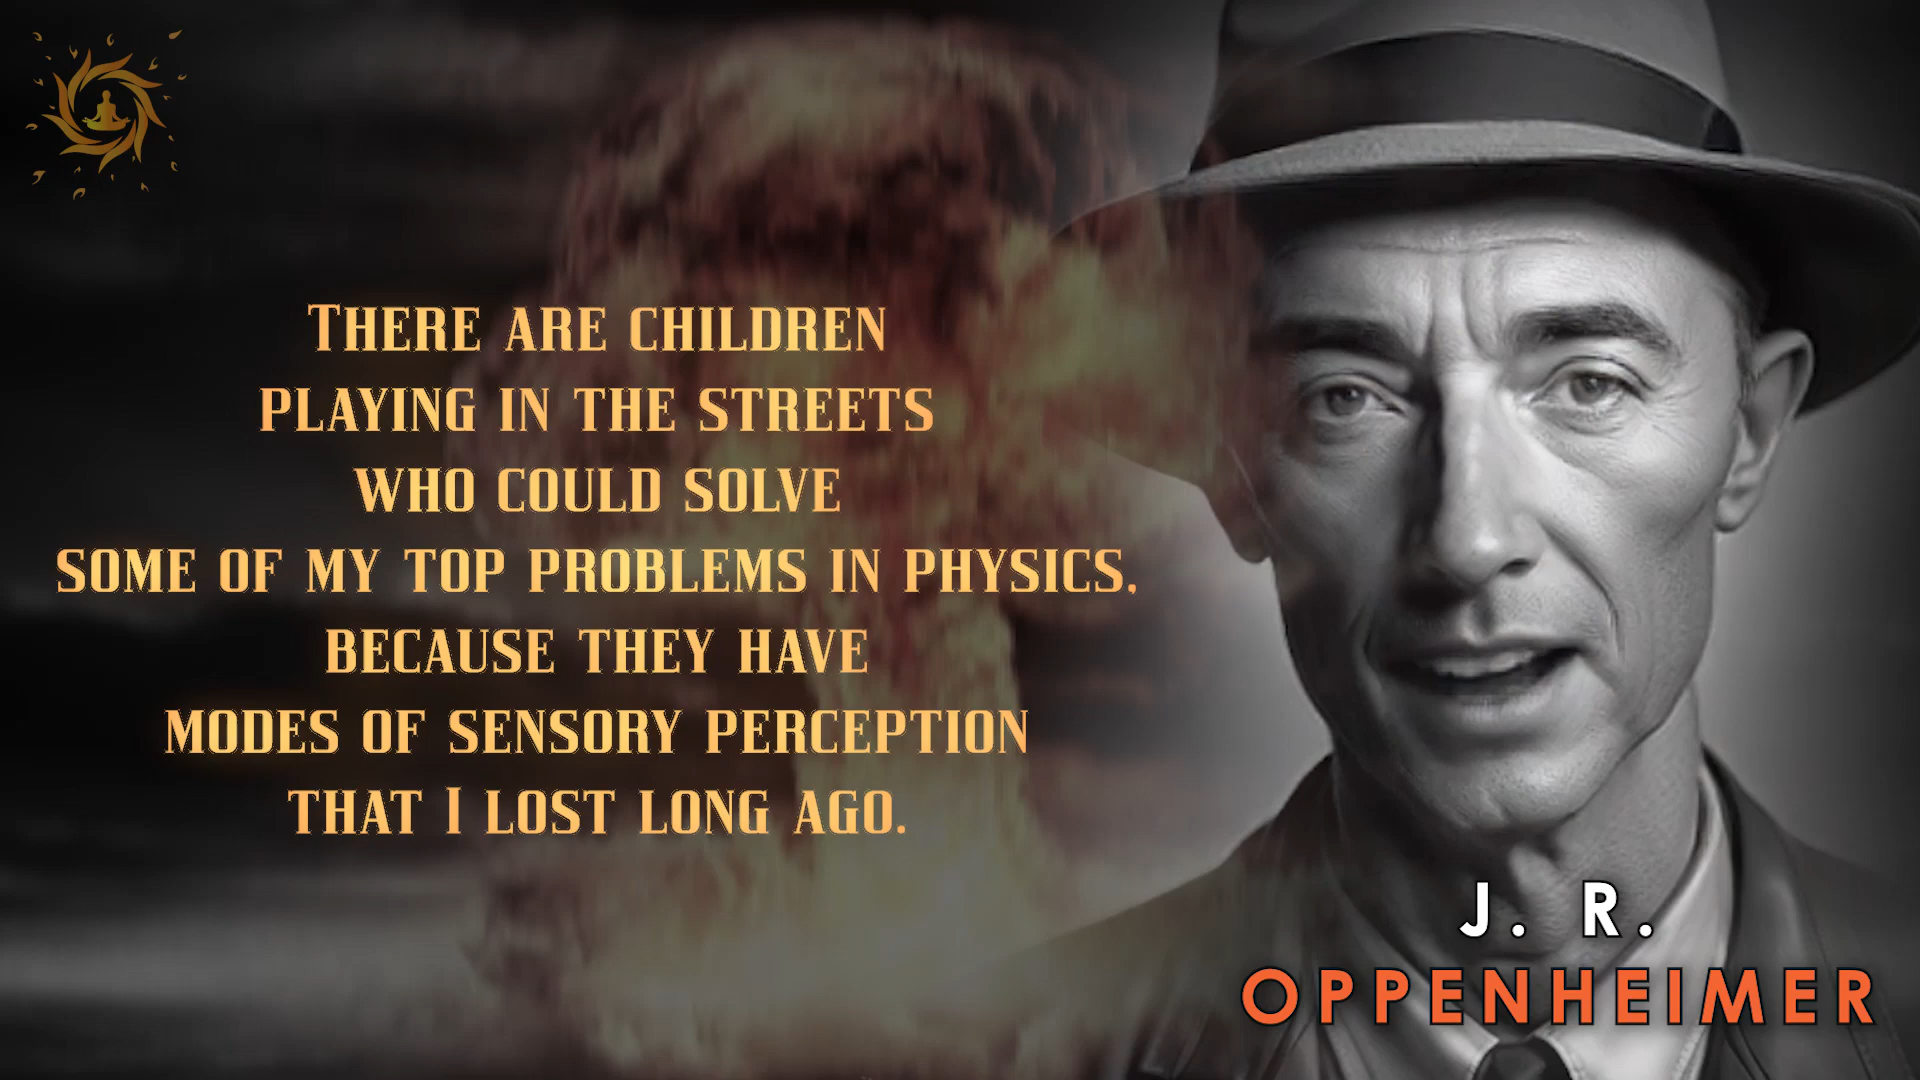 There are children
playing in the streets
who could solve
some of my top problems in physics,
because they have
modes of sensory perception
that I lost long ago.
J. R.
OPPENHEIMER